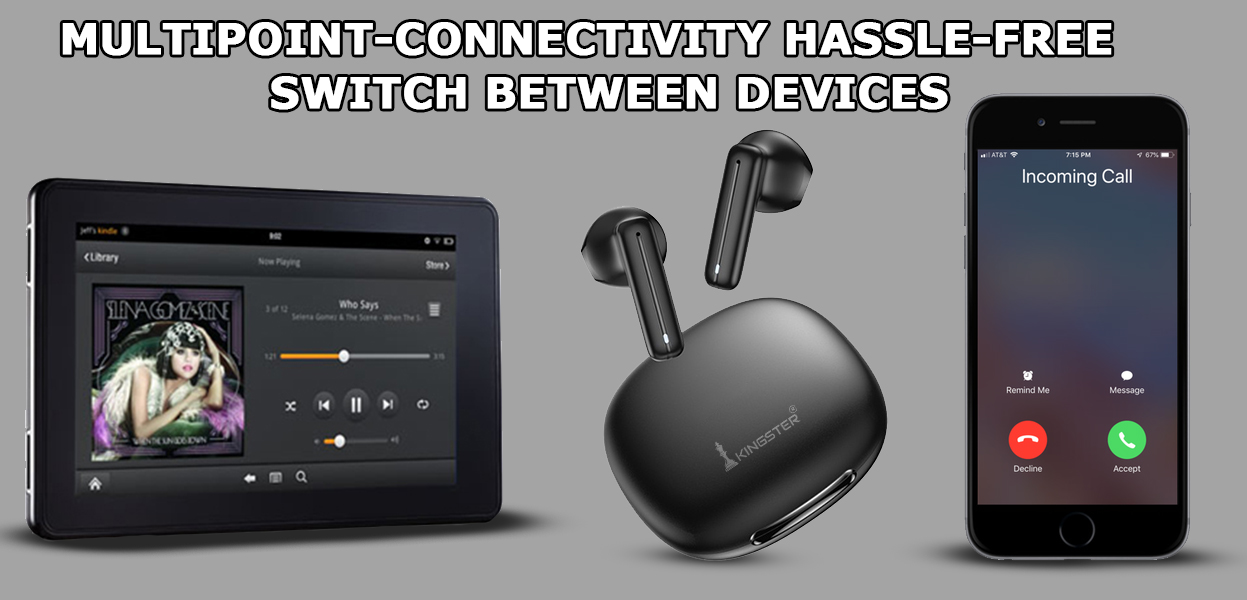 MULTIPOINT-CONNECTIVITY HASSLE-FREE
SWITCH BETWEEN DEVICES
jeff's kindle
9:02
Library
Now Playing
Store
SELENA GOMEZ & THE SCENE
WHEN THE SUN GOES DOWN
3 of 12
Who Says
Selena Gomez & The Scene - When The S
1:21
3:15
KINGSTER®
AT&T
7:15 PM
67%
Incoming Call
Remind Me
Message
Decline
Accept